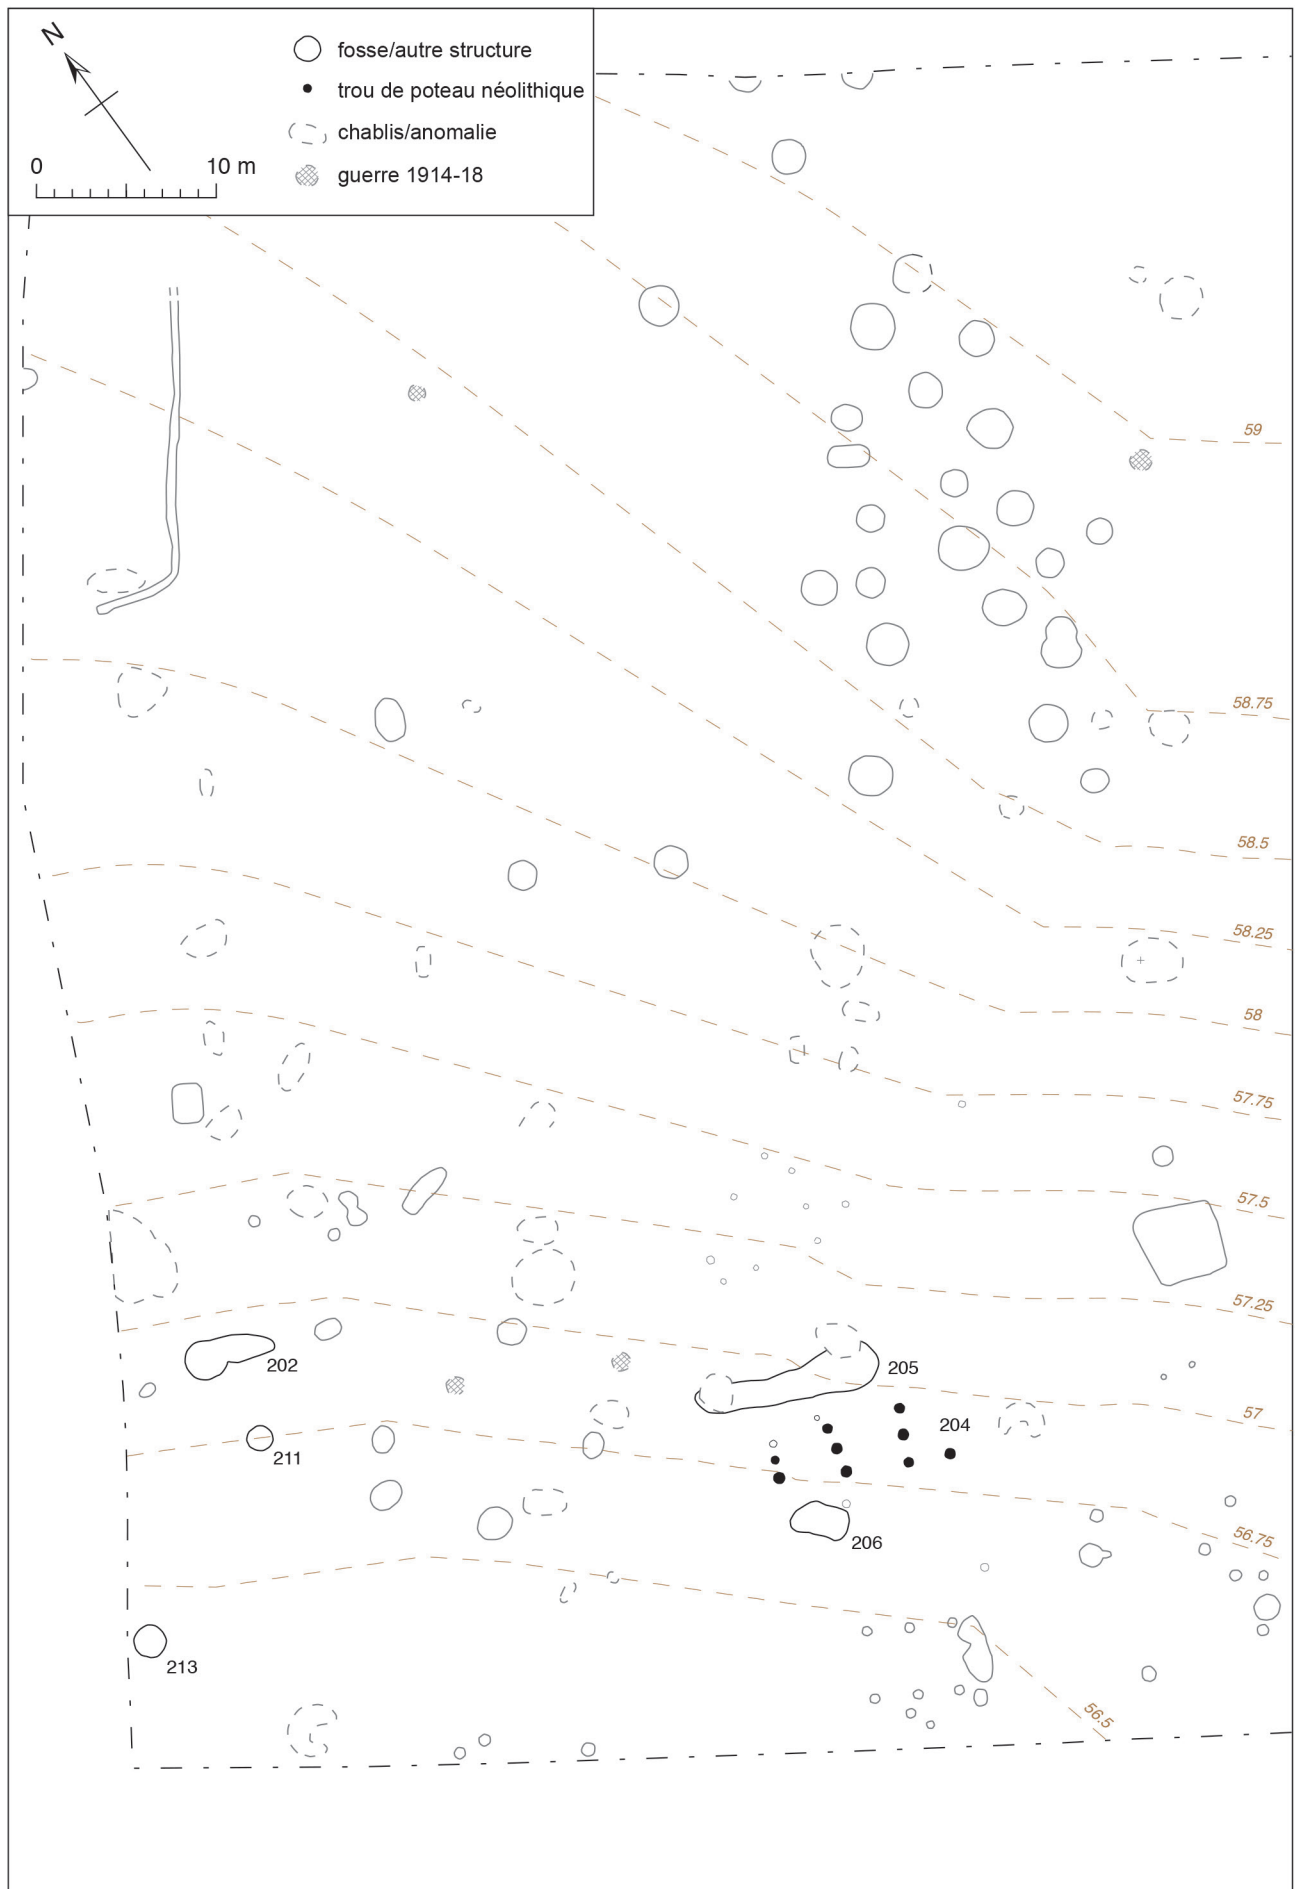 N
0 10 m
fosse/autre structure
trou de poteau néolithique
chablis/anomalie
guerre 1914-18
59
58.75
58.5
58.25
58
57.75
57.5
57.25
202
205
57
204
211
56.75
206
213
56.5